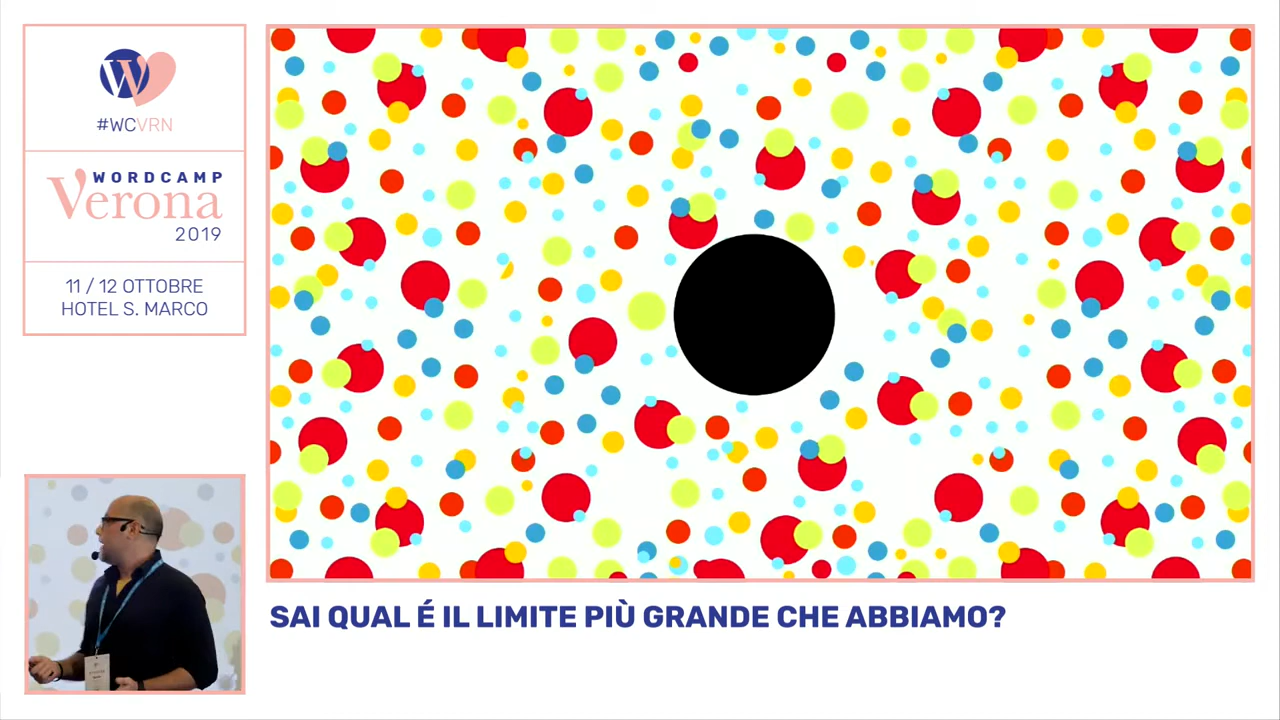 #WCVRN
WORDCAMP
Verona
2019
11 / 12 OTTOBRE
HOTEL S. MARCO
SAI QUAL É IL LIMITE PIÙ GRANDE CHE ABBIAMO?